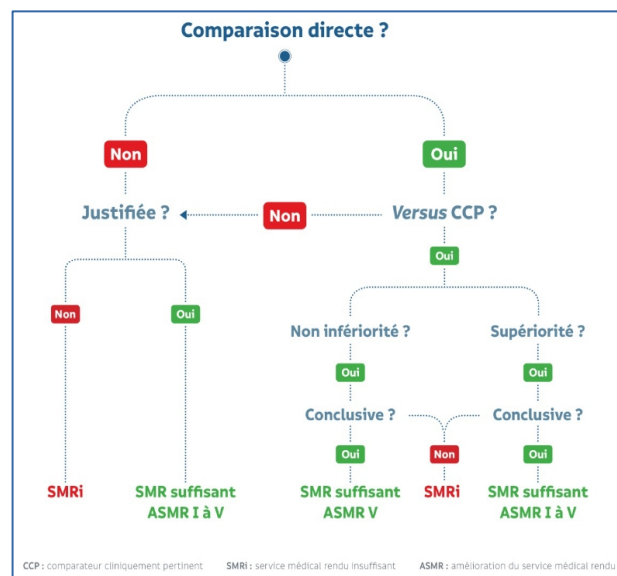 Comparaison directe ?
Non
Oui
Justifiée ?
Non
Versus CCP ?
Oui
Non
Oui
Non infériorité ?
Supériorité ?
Oui
Oui
Conclusive ?
Conclusive ?
Oui
Non
Oui
SMRi
SMR suffisant
ASMR I à V
SMR suffisant
ASMR V
SMRi
SMR suffisant
ASMR I à V
CCP : comparateur cliniquement pertinent
SMRi : service médical rendu insuffisant
ASMR : amélioration du service médical rendu